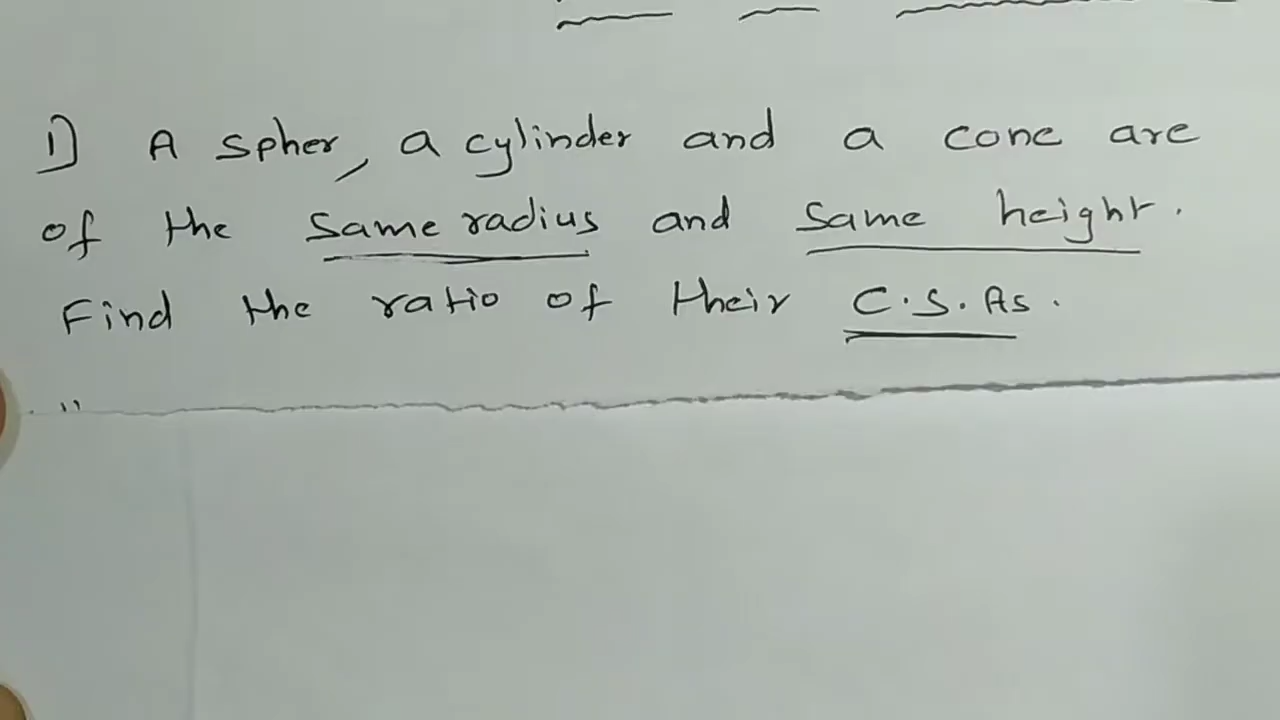 1) A spher, a cylinder and a cone are
of the same radius and same height.
Find the ratio of their C.S.As.